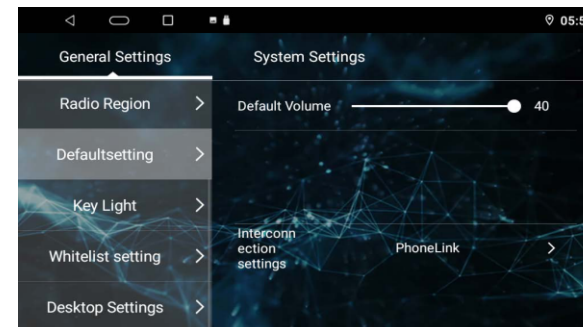 05:5
General Settings
System Settings
Radio Region
Default Volume
40
Defaultsetting
Key Light
Interconn
ection
settings
PhoneLink
Whitelist setting
Desktop Settings